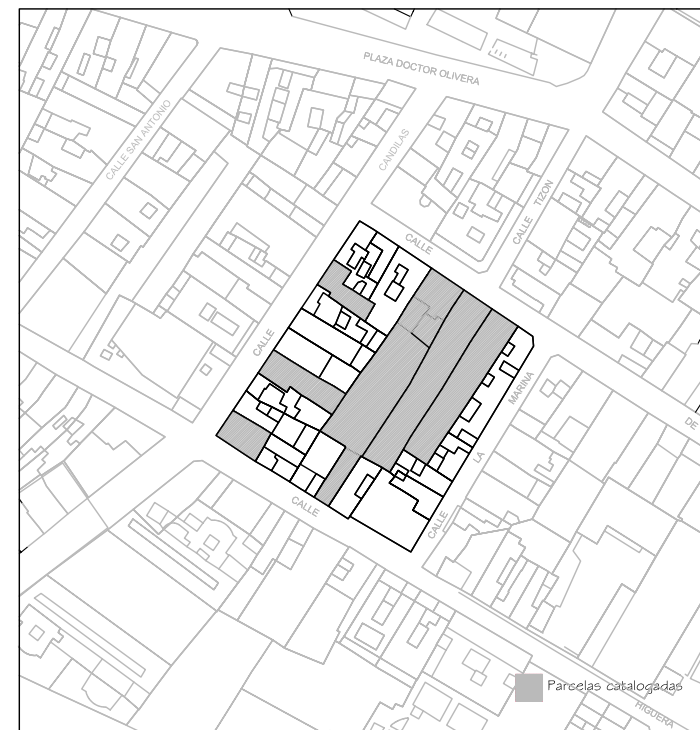 PLAZA DOCTOR OLIVERA
CALLE SAN ANTONIO
CANDILAS
CALLE TIZON
CALLE
CALLE
MARINA
DE
LA
CALLE
CALLE
Parcelas catalogadas
HIGUERA